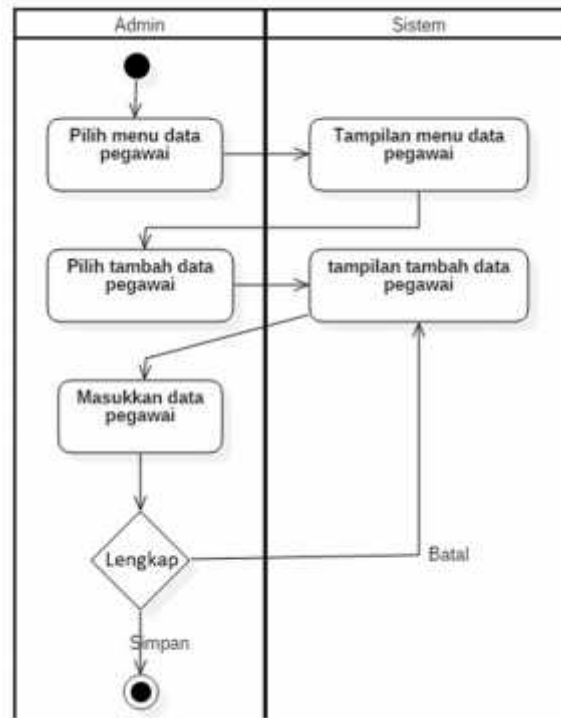 Admin
Sistem
Pilih menu data
pegawai
Tampilan menu data
pegawai
Pilih tambah data
pegawai
tampilan tambah data
pegawai
Masukkan data
pegawai
Lengkap
Batal
Simpan